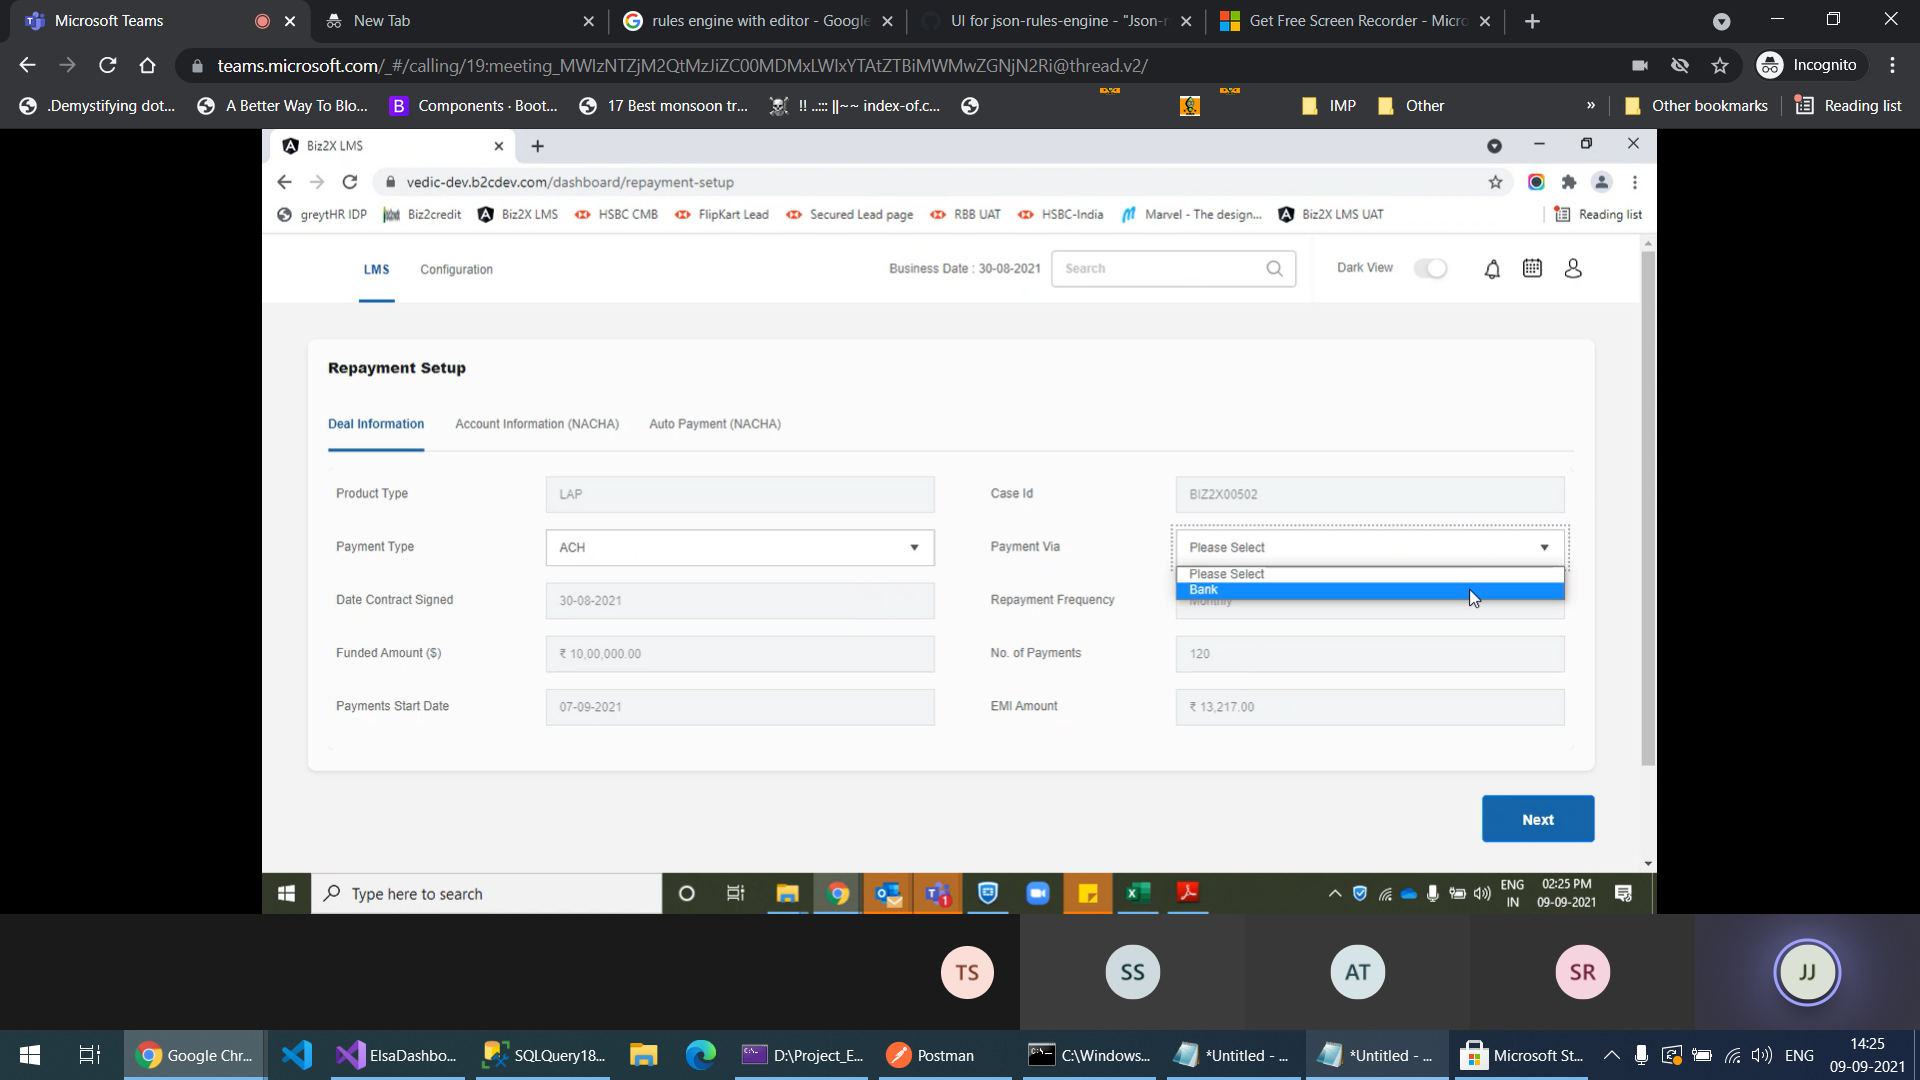 Microsoft Teams
New Tab
rules engine with editor - Google
UI for json-rules-engine - "Json-r
Get Free Screen Recorder - Micro
teams.microsoft.com/_#/calling/19:meeting_MWIzNTZjM2QtMzJiZC00MDMxLWIxYTAtZTBiMWMwZGNjN2Ri@thread.v2/
Incognito
.Demystifying dot...
A Better Way To Blo...
B Components · Boot...
17 Best monsoon tr...
!! ..::: ||~~ index-of.c...
IMP
Other
»
Other bookmarks
Reading list
Biz2X LMS
vedic-dev.b2cdev.com/dashboard/repayment-setup
greytHR IDP
Biz2credit
Biz2X LMS
HSBC CMB
FlipKart Lead
Secured Lead page
RBB UAT
HSBC-India
Marvel - The design...
Biz2X LMS UAT
Reading list
LMS
Configuration
Business Date : 30-08-2021
Search
Dark View
Repayment Setup
Deal Information
Account Information (NACHA)
Auto Payment (NACHA)
Product Type
LAP
Case Id
BIZ2X00502
Payment Type
ACH
Payment Via
Please Select
Please Select
Bank
Date Contract Signed
30-08-2021
Repayment Frequency
Monthly
Funded Amount ($)
₹ 10,00,000.00
No. of Payments
120
Payments Start Date
07-09-2021
EMI Amount
₹ 13,217.00
Next
Type here to search
1
ENG
IN
02:25 PM
09-09-2021
TS
SS
AT
SR
JJ
Google Chr...
ElsaDashbo...
SQLQuery18...
D:\Project_E...
Postman
C:\Windows...
*Untitled - ...
*Untitled - ...
Microsoft St...
ENG
14:25
09-09-2021